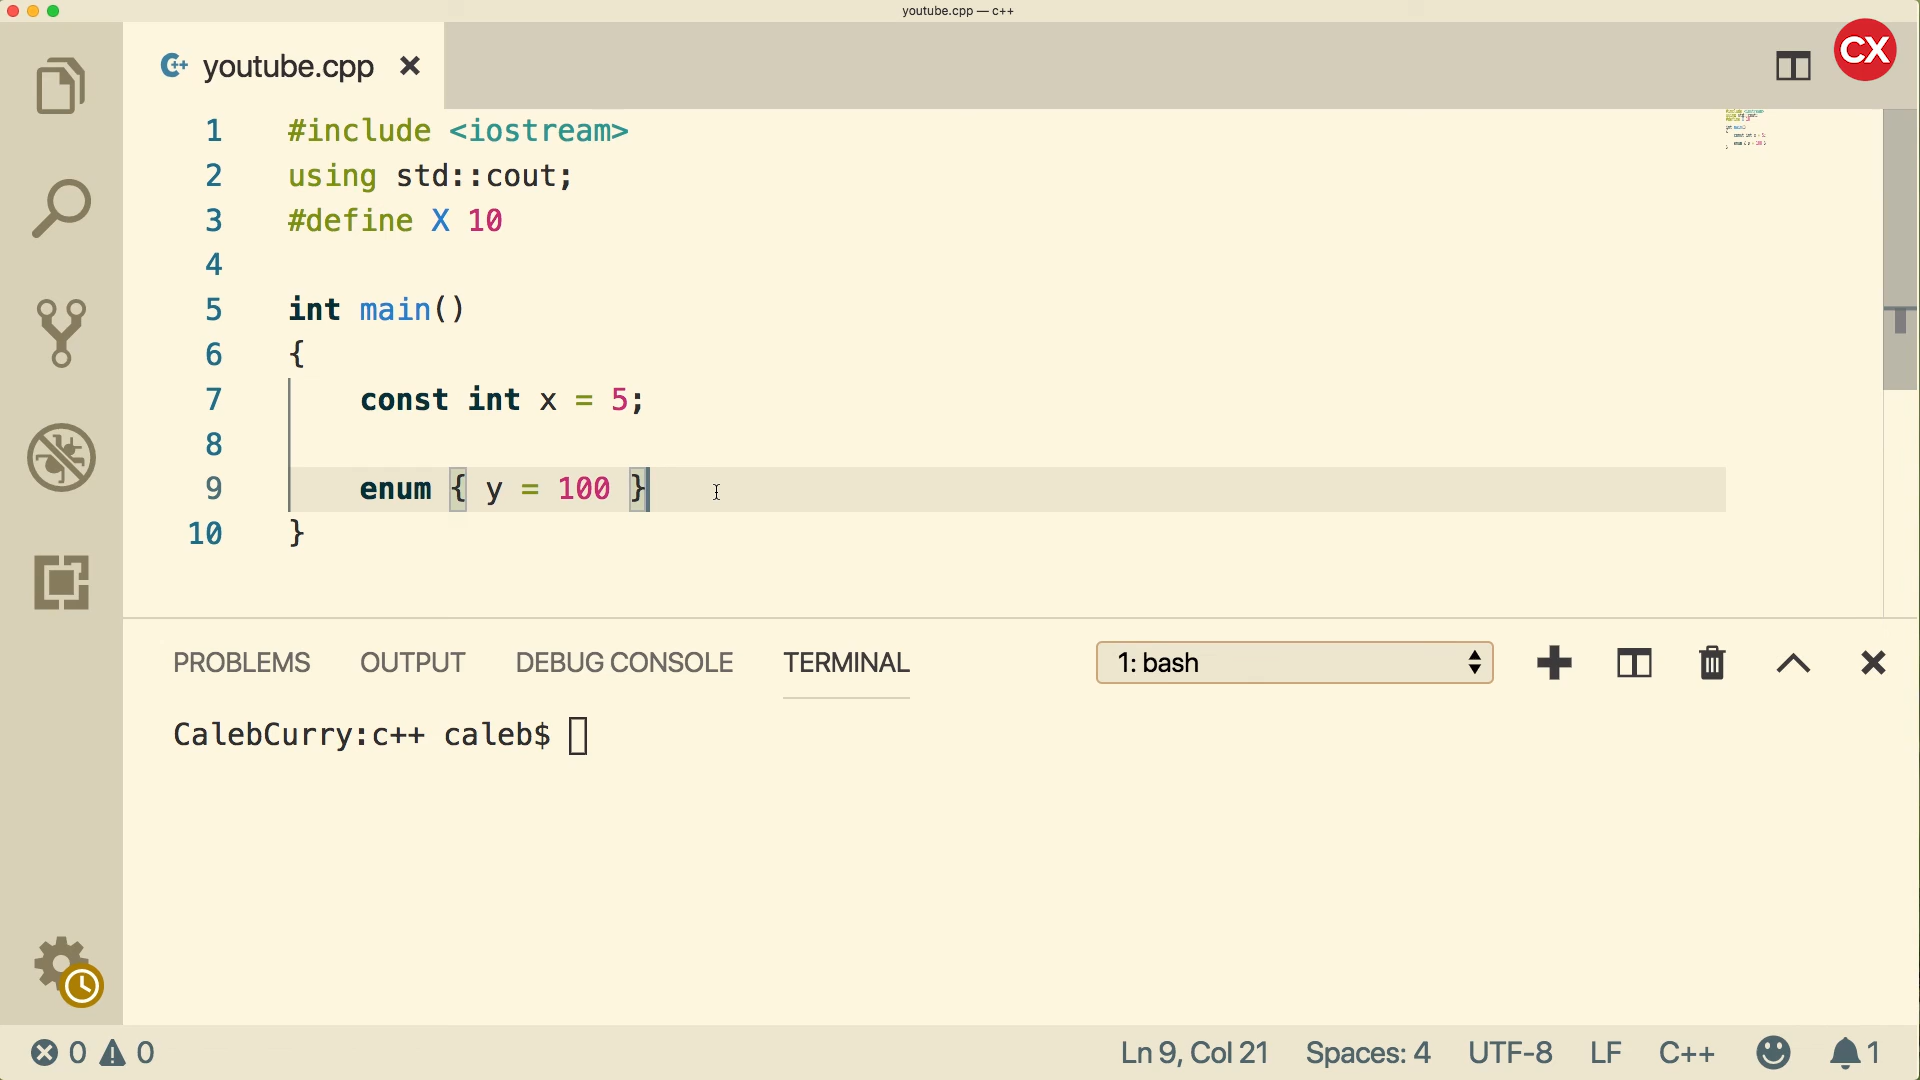 youtube.cpp — c++
youtube.cpp
CX
1 #include <iostream>
2 using std::cout;
3 #define X 10
4
5 int main()
6 {
7 const int x = 5;
8
9 enum { y = 100 }
10 }
PROBLEMS OUTPUT DEBUG CONSOLE TERMINAL 1: bash
CalebCurry:c++ caleb$
0 0 Ln 9, Col 21 Spaces: 4 UTF-8 LF C++ 1